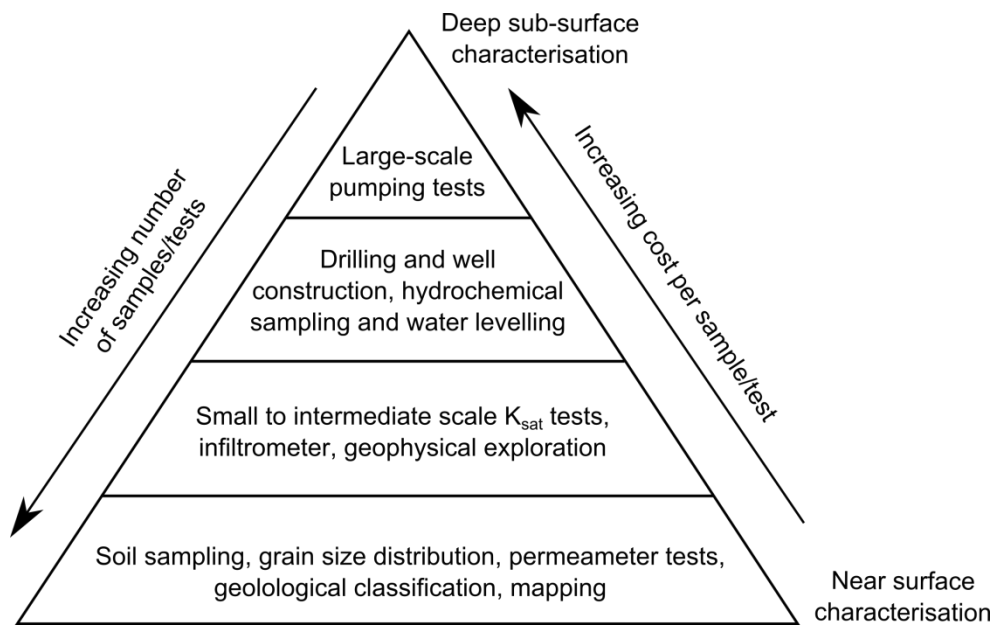 Deep sub-surface
characterisation
Large-scale
pumping tests
Increasing number
of samples/tests
Increasing cost per sample/test
Drilling and well
construction, hydrochemical
sampling and water levelling
Small to intermediate scale Ksat tests,
infiltrometer, geophysical exploration
Soil sampling, grain size distribution, permeameter tests,
geolological classification, mapping
Near surface
characterisation